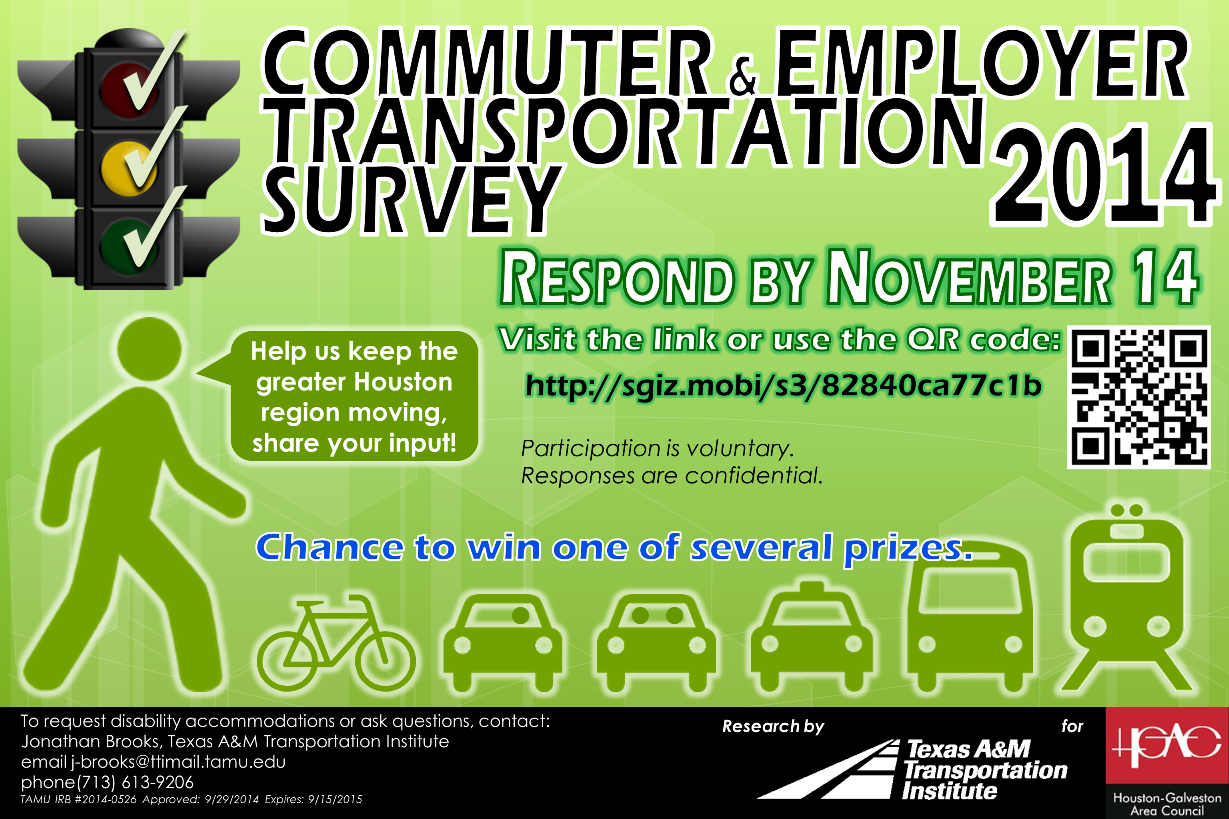 COMMUTER & EMPLOYER
TRANSPORTATION
SURVEY
2014
RESPOND BY NOVEMBER 14
Visit the link or use the QR code:
http://sgiz.mobi/s3/82840ca77c1b
Help us keep the
greater Houston
region moving,
share your input!
Participation is voluntary.
Responses are confidential.
Chance to win one of several prizes.
To request disability accommodations or ask questions, contact:
Jonathan Brooks, Texas A&M Transportation Institute
email j-brooks@ttimail.tamu.edu
phone(713) 613-9206
TAMU IRB #2014-0526 Approved: 9/29/2014 Expires: 9/15/2015
Research by
Texas A&M
Transportation
Institute
for
HGAC
Houston-Galveston
Area Council